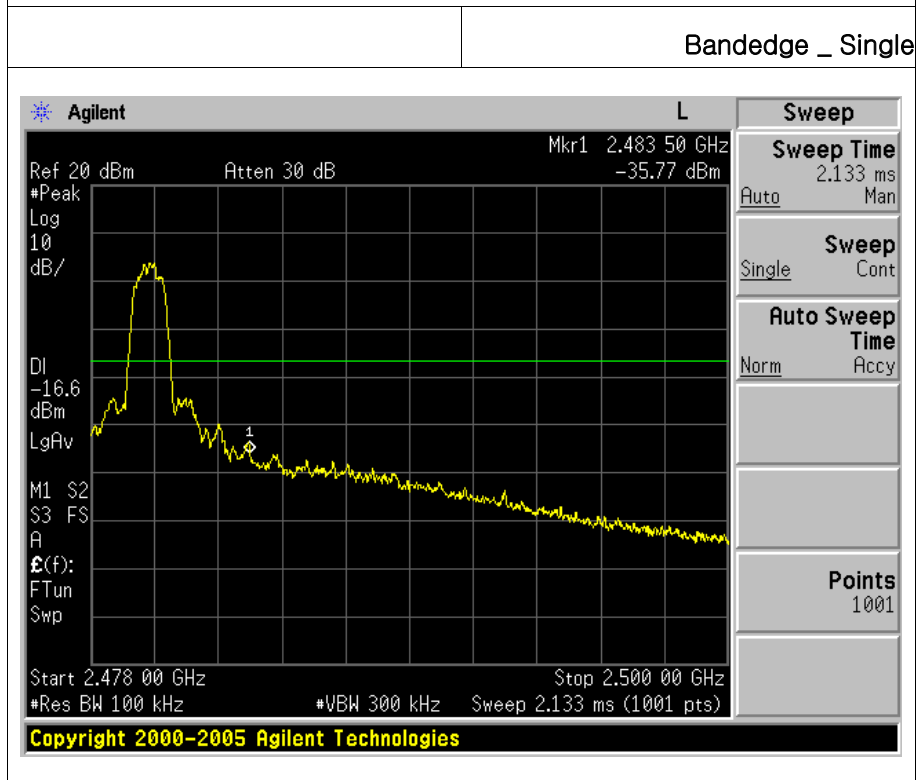 Bandedge _ Single
Agilent L
Mkr1 2.483 50 GHz
Ref 20 dBm Atten 30 dB -35.77 dBm
#Peak
Log
10
dB/
DI
-16.6
dBm
LgAv
1
M1 S2
S3 FS
A
£(f):
FTun
Swp
Start 2.478 00 GHz Stop 2.500 00 GHz
#Res BW 100 kHz #VBW 300 kHz Sweep 2.133 ms (1001 pts)
Copyright 2000-2005 Agilent Technologies
Sweep
Sweep Time
2.133 ms
Auto Man
Sweep
Single Cont
Auto Sweep
Time
Norm Accy
Points
1001